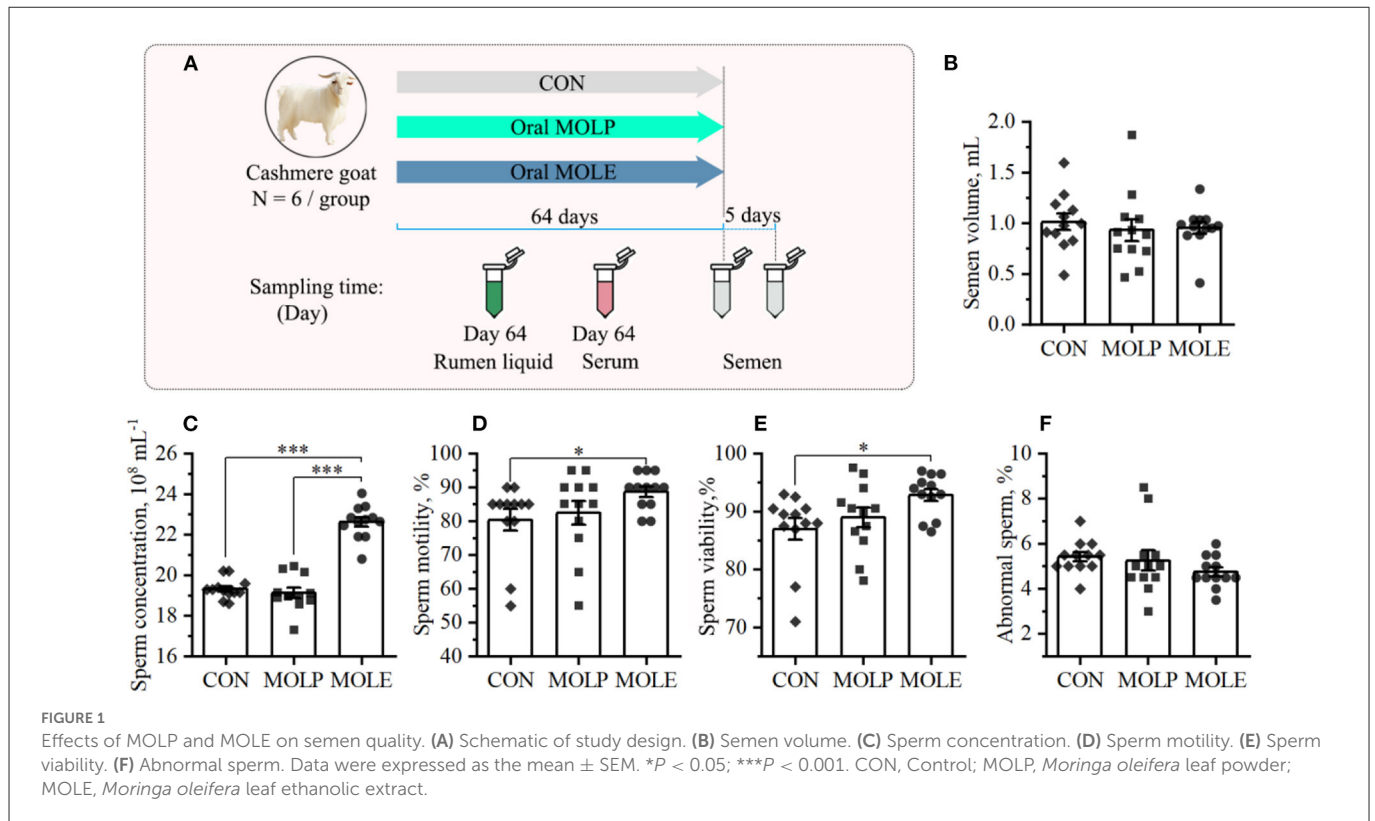 A
CON
Oral MOLP
Oral MOLE
Cashmere goat
N = 6 / group
64 days
5 days
Sampling time:
(Day)
Day 64
Rumen liquid
Day 64
Serum
Semen
B
Semen volume, mL
2.0
1.5
1.0
0.5
0.0
CON MOLP MOLE
C
Sperm concentration, 10⁸ mL⁻¹
26
24
22
20
18
16
***
***
CON MOLP MOLE
D
Sperm motility, %
100
90
80
70
60
50
40
*
CON MOLP MOLE
E
Sperm viability,%
100
90
80
70
*
CON MOLP MOLE
F
Abnormal sperm, %
10
8
6
4
2
CON MOLP MOLE
FIGURE 1
Effects of MOLP and MOLE on semen quality. (A) Schematic of study design. (B) Semen volume. (C) Sperm concentration. (D) Sperm motility. (E) Sperm
viability. (F) Abnormal sperm. Data were expressed as the mean ± SEM. *P < 0.05; ***P < 0.001. CON, Control; MOLP, Moringa oleifera leaf powder;
MOLE, Moringa oleifera leaf ethanolic extract.